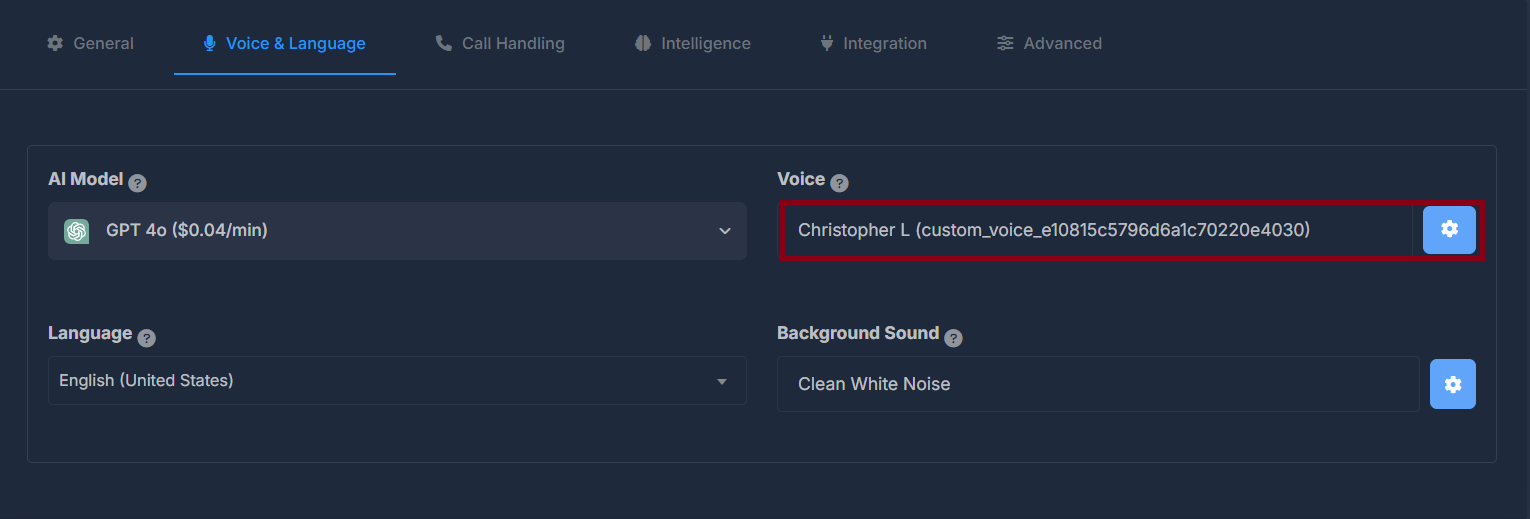 General
Voice & Language
Call Handling
Intelligence
Integration
Advanced
AI Model ?
GPT 4o ($0.04/min)
Voice ?
Christopher L (custom_voice_e10815c5796d6a1c70220e4030)
Language ?
English (United States)
Background Sound ?
Clean White Noise